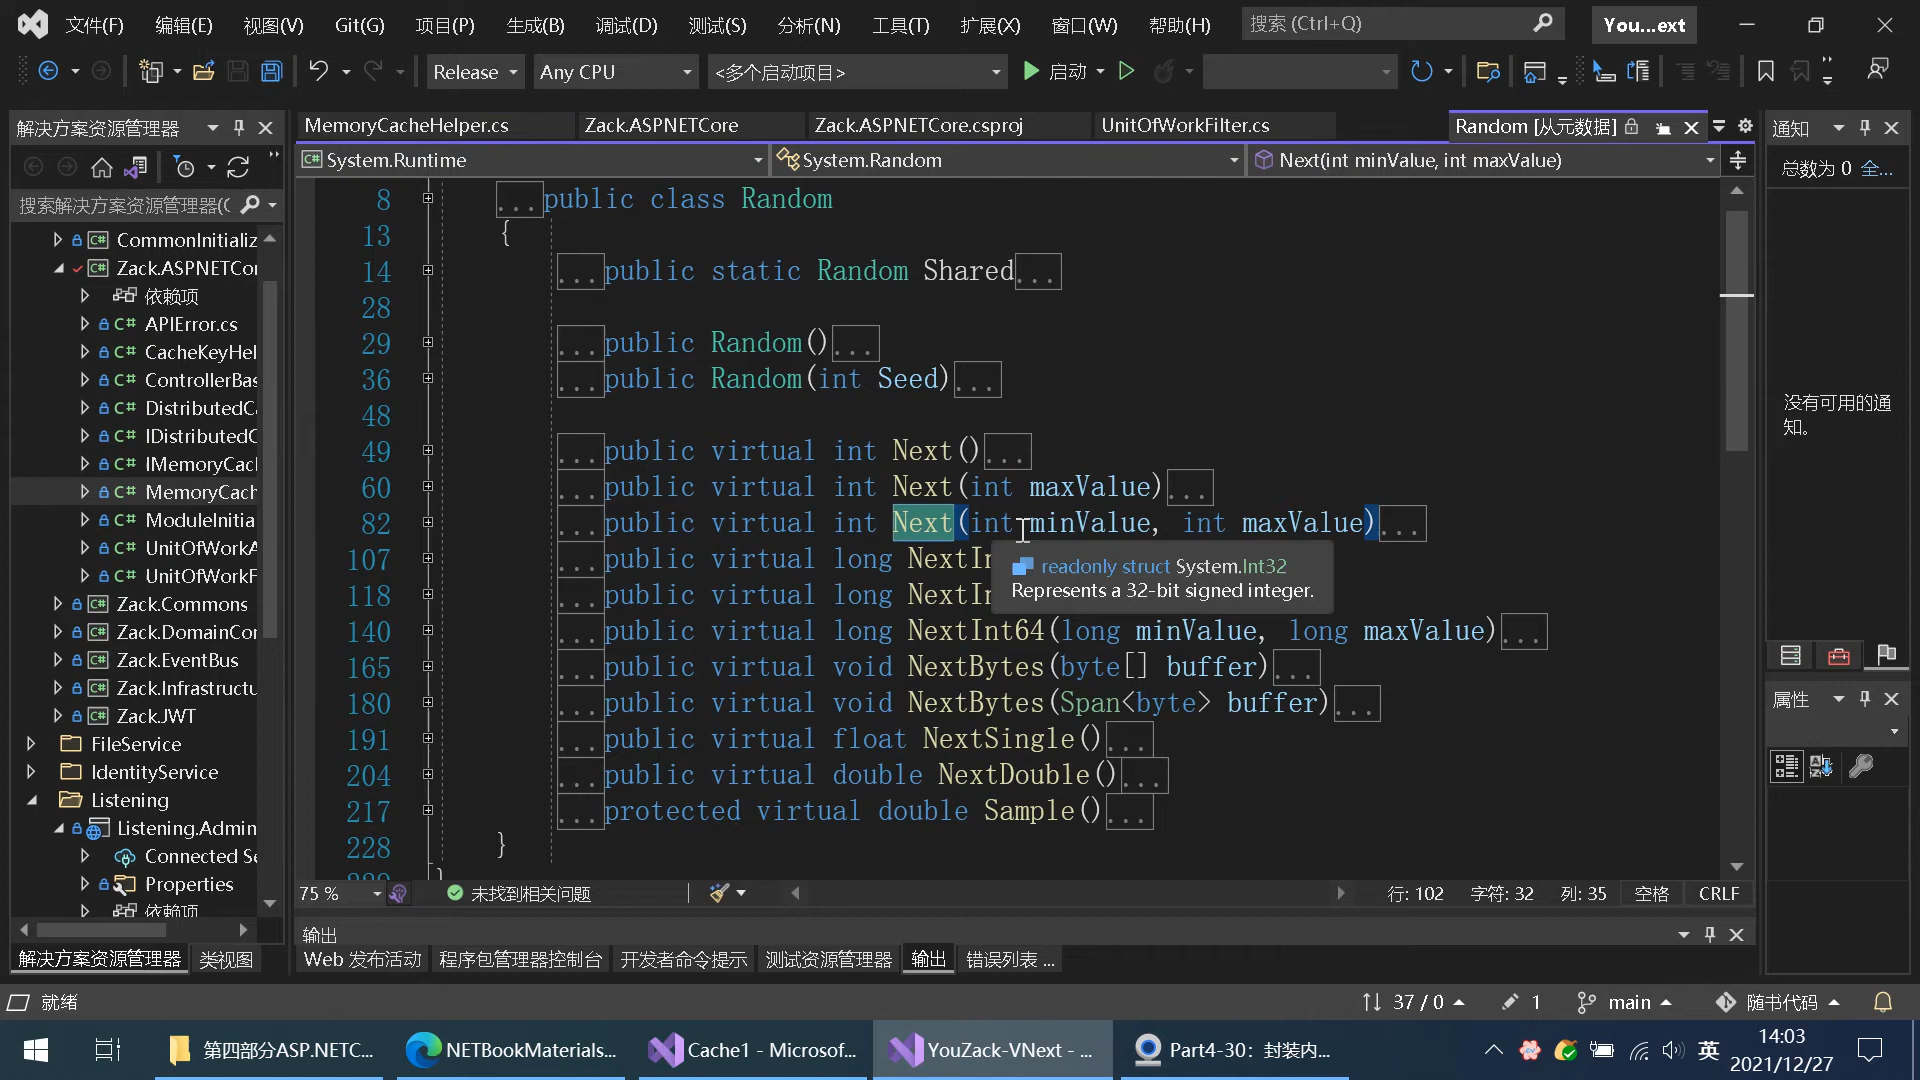 文件(F) 编辑(E) 视图(V) Git(G) 项目(P) 生成(B) 调试(D) 测试(S) 分析(N) 工具(T) 扩展(X) 窗口(W) 帮助(H) 搜索 (Ctrl+Q) You...ext
Release Any CPU <多个启动项目> 启动
解决方案资源管理器
搜索解决方案资源管理器(C
CommonInitializ
Zack.ASPNETCor
依赖项
APIError.cs
CacheKeyHel
ControllerBas
DistributedCa
IDistributedC
IMemoryCacl
MemoryCach
ModuleInitia
UnitOfWorkA
UnitOfWorkF
Zack.Commons
Zack.DomainCor
Zack.EventBus
Zack.Infrastructu
Zack.JWT
FileService
IdentityService
Listening
Listening.Admin
Connected Se
Properties
依赖项
解决方案资源管理器 类视图
MemoryCacheHelper.cs Zack.ASPNETCore Zack.ASPNETCore.csproj UnitOfWorkFilter.cs Random [从元数据]
System.Runtime System.Random Next(int minValue, int maxValue)
8 ...public class Random
13 {
14 ...public static Random Shared...
28
29 ...public Random()...
36 ...public Random(int Seed)...
48
49 ...public virtual int Next()...
60 ...public virtual int Next(int maxValue)...
82 ...public virtual int Next(int minValue, int maxValue)...
107 ...public virtual long NextIn
118 ...public virtual long NextIn
readonly struct System.Int32
Represents a 32-bit signed integer.
140 ...public virtual long NextInt64(long minValue, long maxValue)...
165 ...public virtual void NextBytes(byte[] buffer)...
180 ...public virtual void NextBytes(Span<byte> buffer)...
191 ...public virtual float NextSingle()...
204 ...public virtual double NextDouble()...
217 ...protected virtual double Sample()...
228 }
229 }
75 % 未找到相关问题 行: 102 字符: 32 列: 35 空格 CRLF
输出
Web 发布活动 程序包管理器控制台 开发者命令提示 测试资源管理器 输出 错误列表 ...
通知
总数为 0 全...
没有可用的通
知。
属性
就绪 37 / 0 1 main 随书代码
第四部分ASP.NETC... NETBookMaterials... Cache1 - Microsof... YouZack-VNext - ... Part4-30：封装内... 英 14:03
2021/12/27